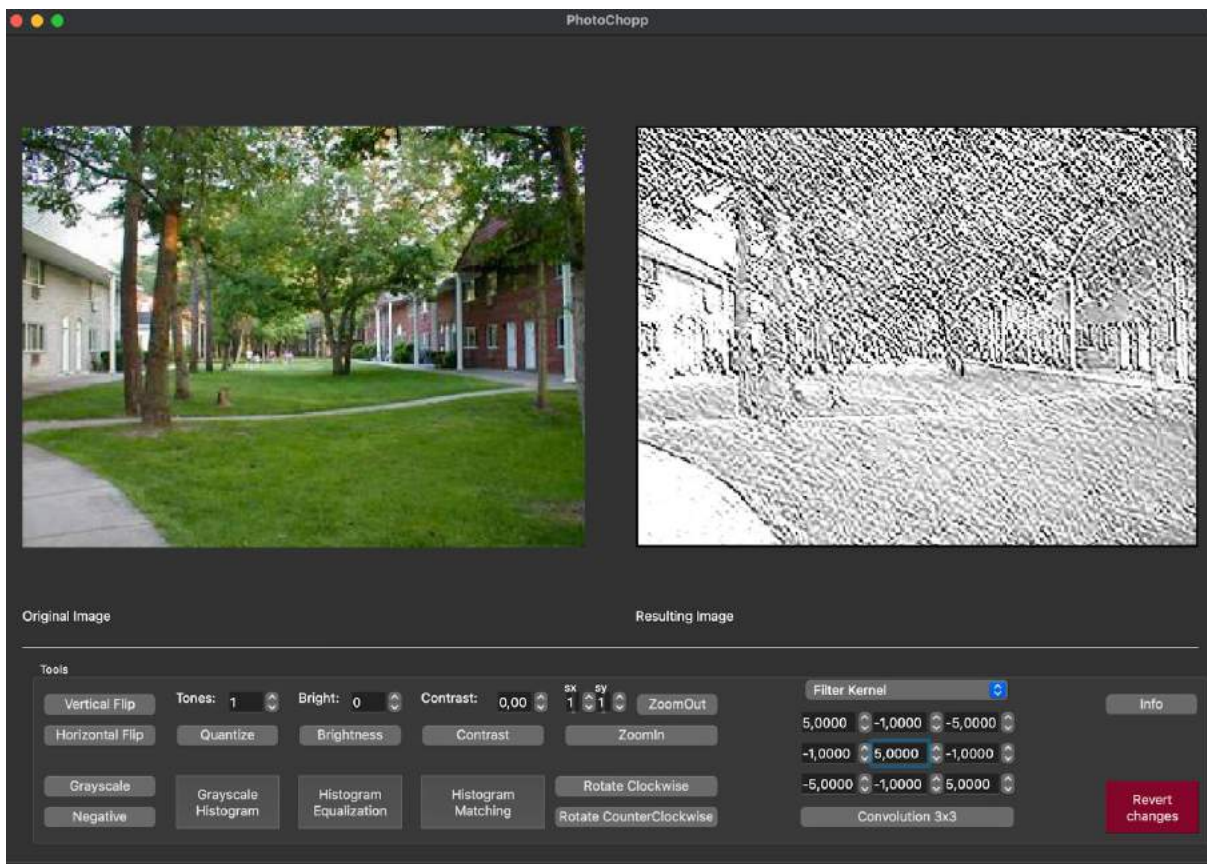 PhotoChopp
Original Image
Resulting Image
Tools
Vertical Flip
Horizontal Flip
Grayscale
Negative
Tones: 1
Quantize
Grayscale
Histogram
Bright: 0
Brightness
Histogram
Equalization
Contrast: 0,00
Contrast
Histogram
Matching
sx sy
1 1 ZoomOut
ZoomIn
Rotate Clockwise
Rotate CounterClockwise
Filter Kernel
5,0000 -1,0000 -5,0000
-1,0000 5,0000 -1,0000
-5,0000 -1,0000 5,0000
Convolution 3x3
Info
Revert
changes